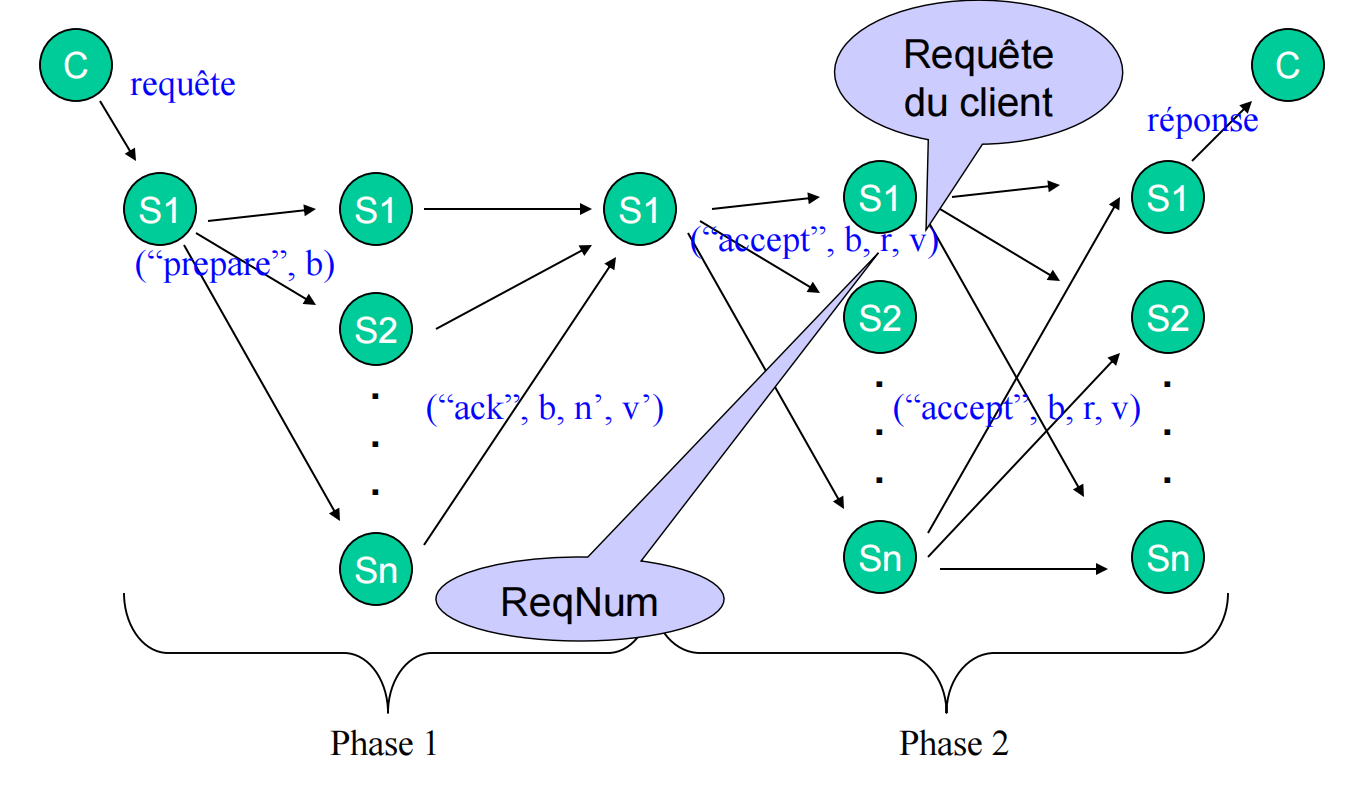 C
requête
Requête
du client
C
réponse
S1
S1
S1
S1
S1
(“prepare”, b)
(“accept”, b, r, v)
S2
S2
S2
.
.
.
.
.
.
.
.
.
(“ack”, b, n’, v’)
(“accept”, b, r, v)
Sn
Sn
Sn
ReqNum
Phase 1
Phase 2